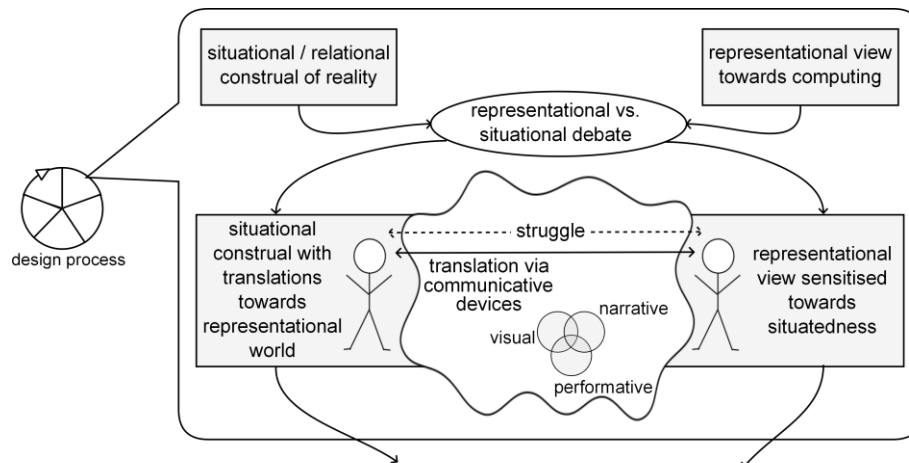 situational / relational
construal of reality
representational view
towards computing
representational vs.
situational debate
design process
situational
construal with
translations
towards
representational
world
struggle
translation via
communicative
devices
narrative
visual
performative
representational
view sensitised
towards
situatedness